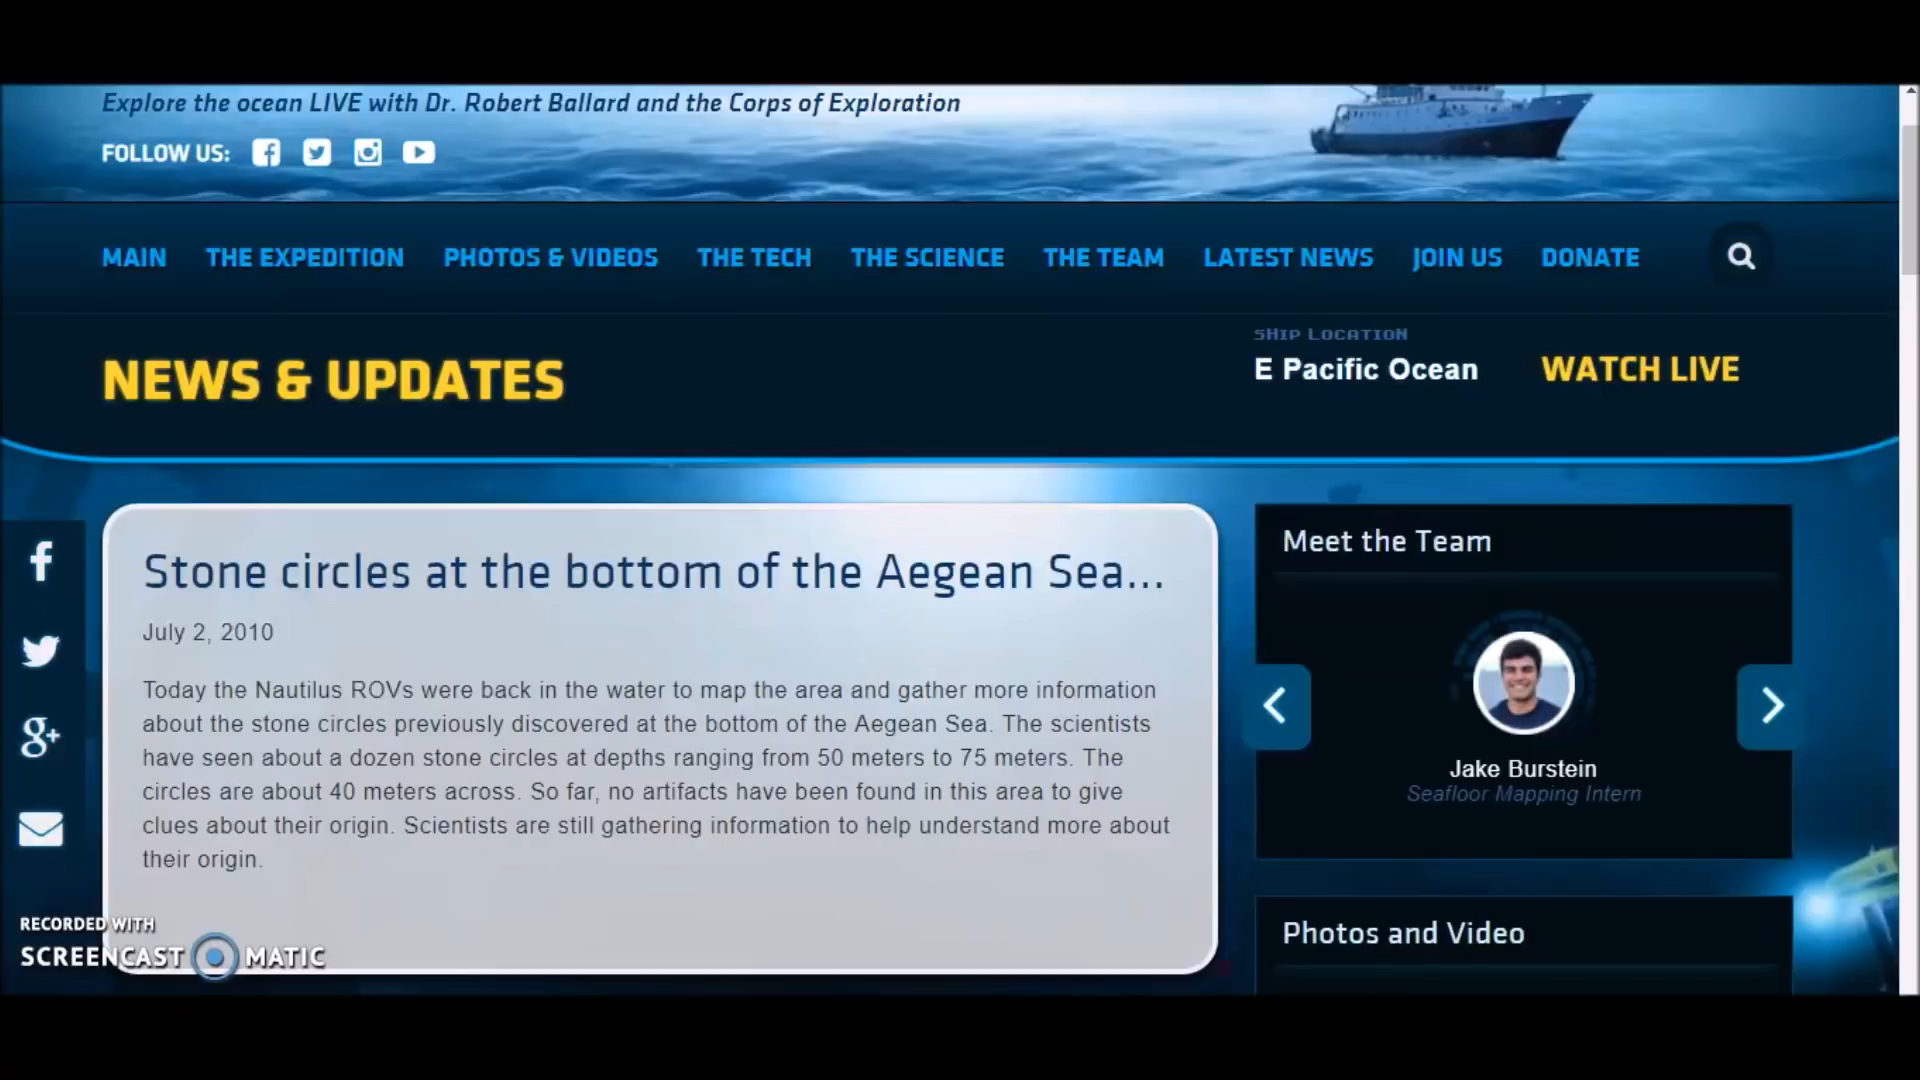 Explore the ocean LIVE with Dr. Robert Ballard and the Corps of Exploration
FOLLOW US:
MAIN THE EXPEDITION PHOTOS & VIDEOS THE TECH THE SCIENCE THE TEAM LATEST NEWS JOIN US DONATE
NEWS & UPDATES
SHIP LOCATION
E Pacific Ocean
WATCH LIVE
Stone circles at the bottom of the Aegean Sea...
July 2, 2010
Today the Nautilus ROVs were back in the water to map the area and gather more information
about the stone circles previously discovered at the bottom of the Aegean Sea. The scientists
have seen about a dozen stone circles at depths ranging from 50 meters to 75 meters. The
circles are about 40 meters across. So far, no artifacts have been found in this area to give
clues about their origin. Scientists are still gathering information to help understand more about
their origin.
Meet the Team
Jake Burstein
Seafloor Mapping Intern
Photos and Video
RECORDED WITH
SCREENCAST MATIC